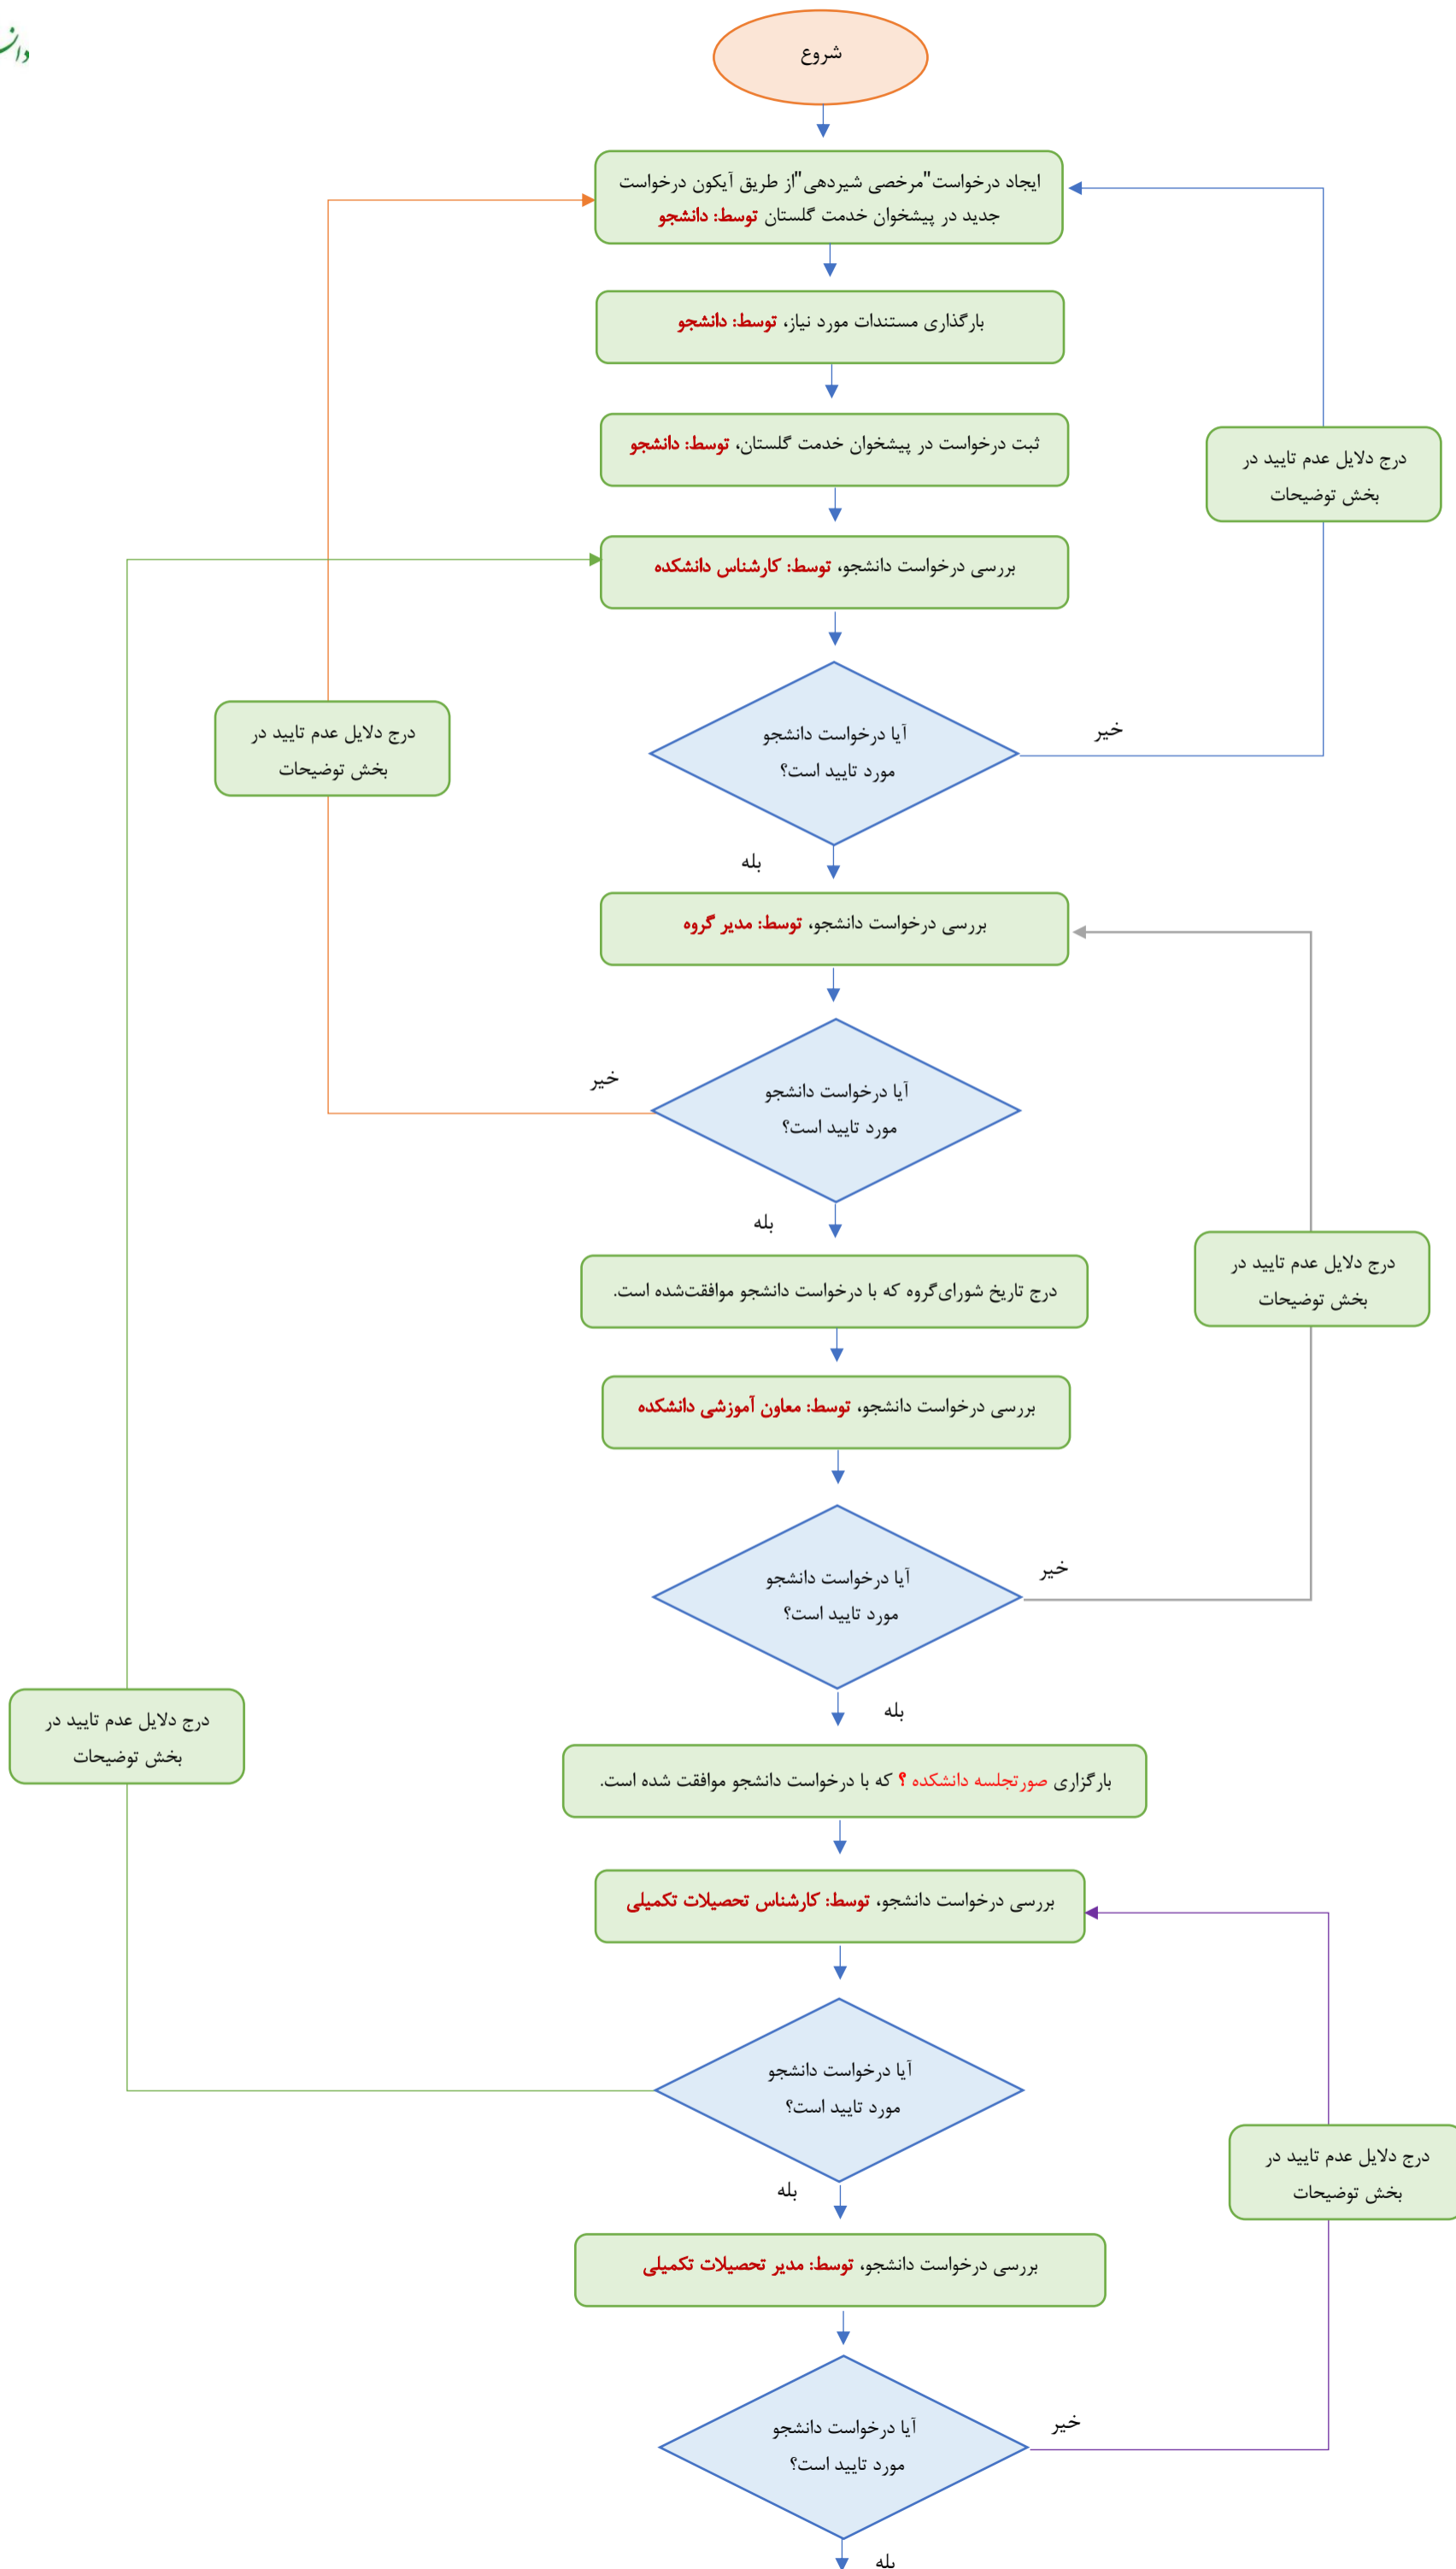 شروع
ایجاد درخواست"مرخصی شیردهی"از طریق آیکون درخواست
جدید در پیشخوان خدمت گلستان توسط: دانشجو
بارگذاری مستندات مورد نیاز، توسط: دانشجو
ثبت درخواست در پیشخوان خدمت گلستان، توسط: دانشجو
درج دلایل عدم تایید در
بخش توضیحات
بررسی درخواست دانشجو، توسط: کارشناس دانشکده
آیا درخواست دانشجو
مورد تایید است؟
خیر
درج دلایل عدم تایید در
بخش توضیحات
بله
بررسی درخواست دانشجو، توسط: مدیر گروه
آیا درخواست دانشجو
مورد تایید است؟
خیر
بله
درج دلایل عدم تایید در
بخش توضیحات
درج تاریخ شورای‌گروه که با درخواست دانشجو موافقت‌شده است.
بررسی درخواست دانشجو، توسط: معاون آموزشی دانشکده
آیا درخواست دانشجو
مورد تایید است؟
خیر
بله
درج دلایل عدم تایید در
بخش توضیحات
بارگزاری صورتجلسه دانشکده ؟ که با درخواست دانشجو موافقت شده است.
بررسی درخواست دانشجو، توسط: کارشناس تحصیلات تکمیلی
آیا درخواست دانشجو
مورد تایید است؟
درج دلایل عدم تایید در
بخش توضیحات
بله
بررسی درخواست دانشجو، توسط: مدیر تحصیلات تکمیلی
آیا درخواست دانشجو
مورد تایید است؟
خیر
بله